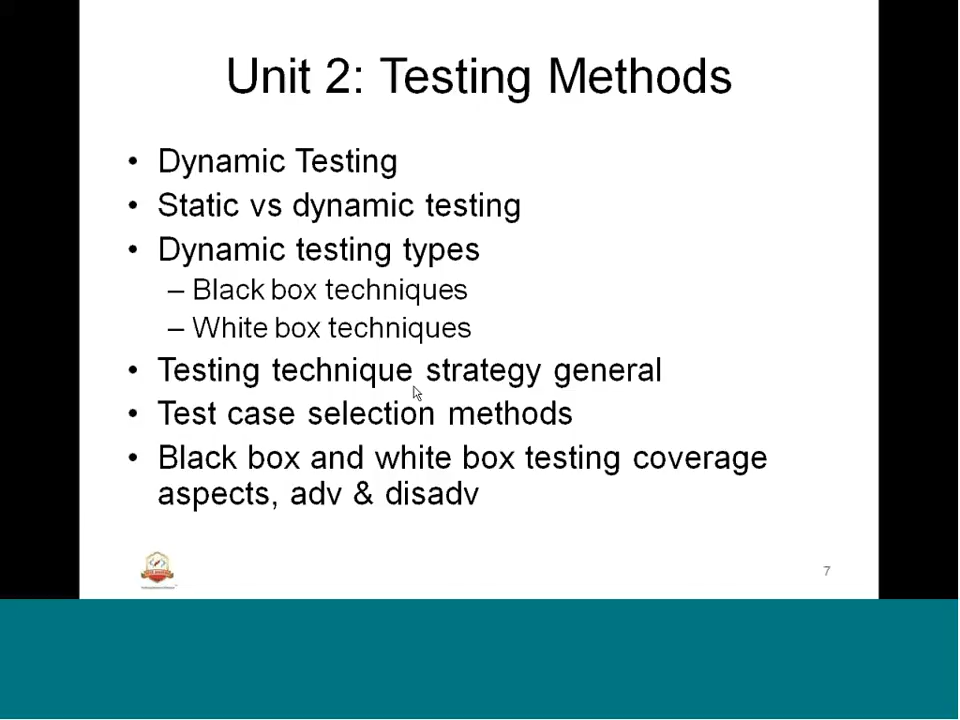 Unit 2: Testing Methods
• Dynamic Testing
• Static vs dynamic testing
• Dynamic testing types
– Black box techniques
– White box techniques
• Testing technique strategy general
• Test case selection methods
• Black box and white box testing coverage
aspects, adv & disadv
7